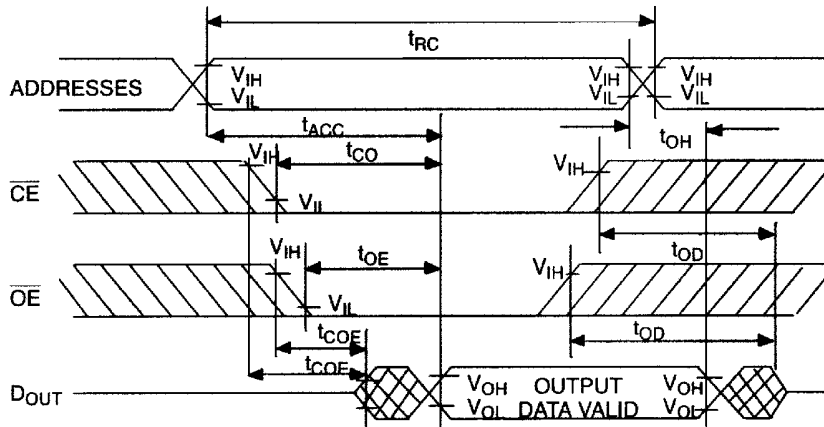 tRC
ADDRESSES
VIH
VIL
VIH
VIL
VIH
VIL
tACC
tOH
CE
VIH
tCO
VIL
VIH
tOD
OE
VIH
tOE
VIL
VIH
tOD
tCOE
tCOE
DOUT
VOH
VOL
OUTPUT
DATA VALID
VOH
VOL